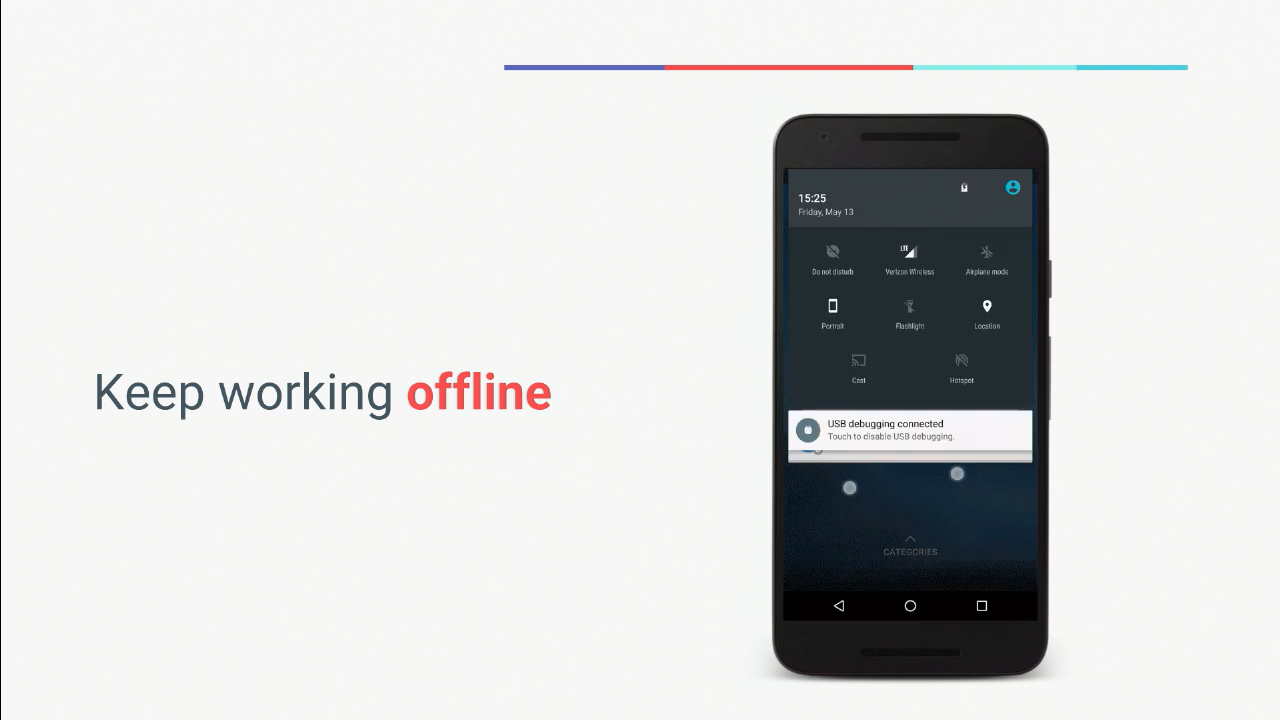 Keep working offline
15:25
Friday, May 13
Do not disturb
LTE
Verizon Wireless
Airplane mode
Portrait
Flashlight
Location
Cast
Hotspot
USB debugging connected
Touch to disable USB debugging.
CATEGORIES